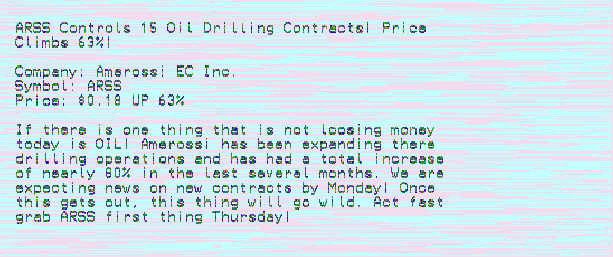 ARSS Controls 15 Oil Drilling Contracts! Price
Climbs 63%!
Company: Amerossi EC Inc.
Symbol: ARSS
Price: $0.18 UP 63%
If there is one thing that is not loosing money
today is OIL! Amerossi has been expanding there
drilling operations and has had a total increase
of nearly 80% in the last several months. We are
expecting news on new contracts by Monday! Once
this gets out, this thing will go wild. Act fast
grab ARSS first thing Thursday!